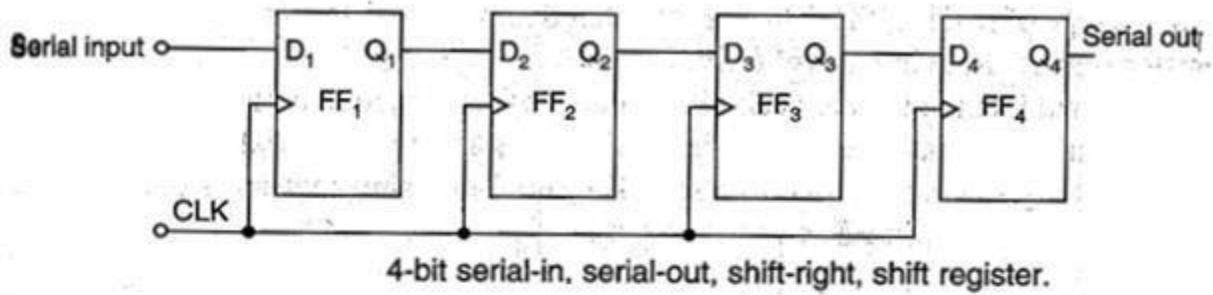 Serial input
D₁ Q₁ D₂ Q₂ D₃ Q₃ D₄ Q₄ Serial out
FF₁ FF₂ FF₃ FF₄
CLK
4-bit serial-in, serial-out, shift-right, shift register.